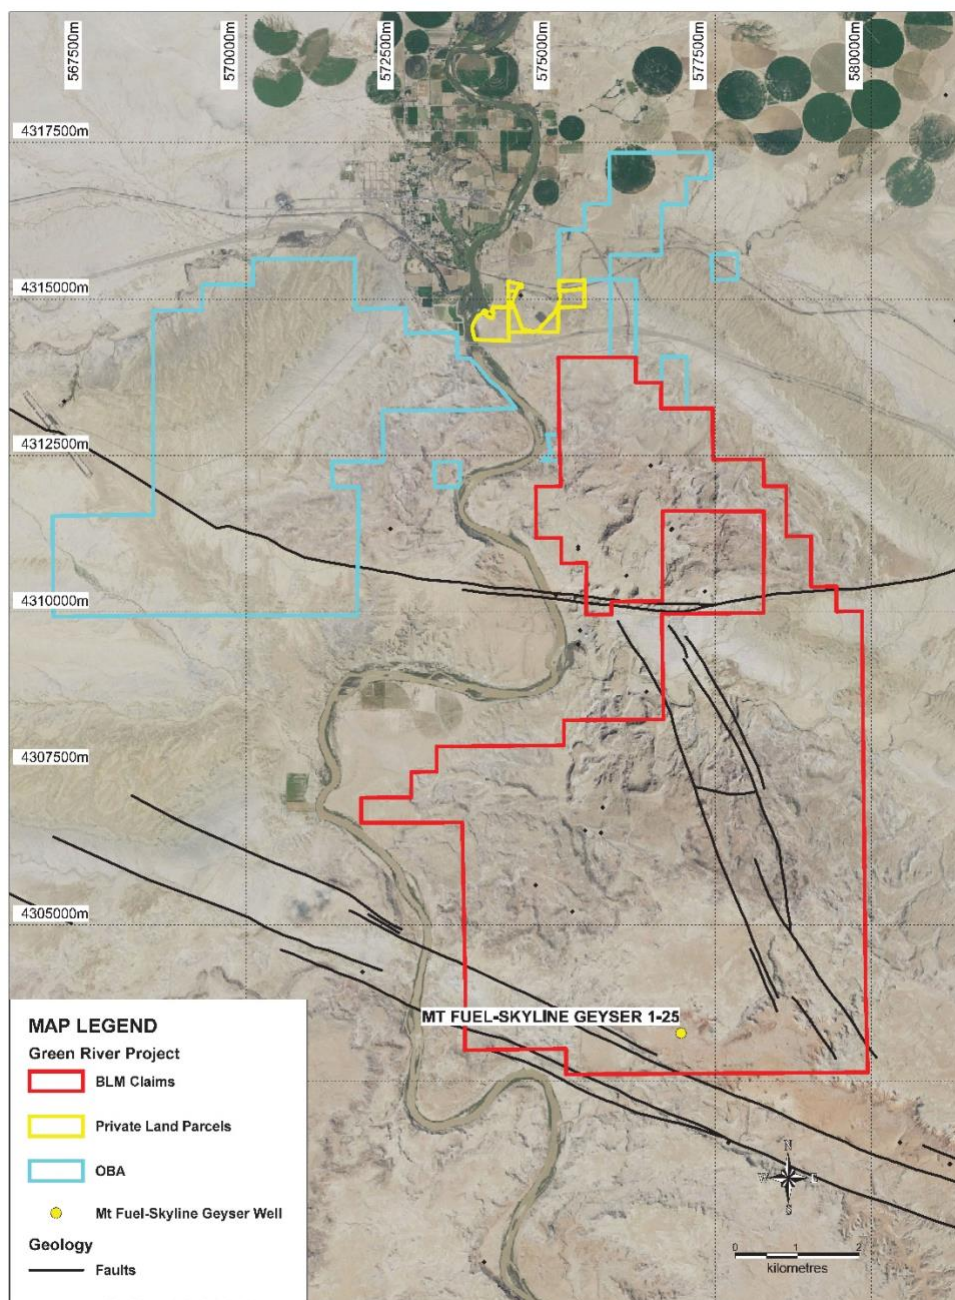 567500m
570000m
572500m
575000m
577500m
580000m
4317500m
4315000m
4312500m
4310000m
4307500m
4305000m
MT FUEL-SKYLINE GEYSER 1-25
MAP LEGEND
Green River Project
BLM Claims
Private Land Parcels
OBA
Mt Fuel-Skyline Geyser Well
Geology
Faults
N
W E
S
0 1 2
kilometres